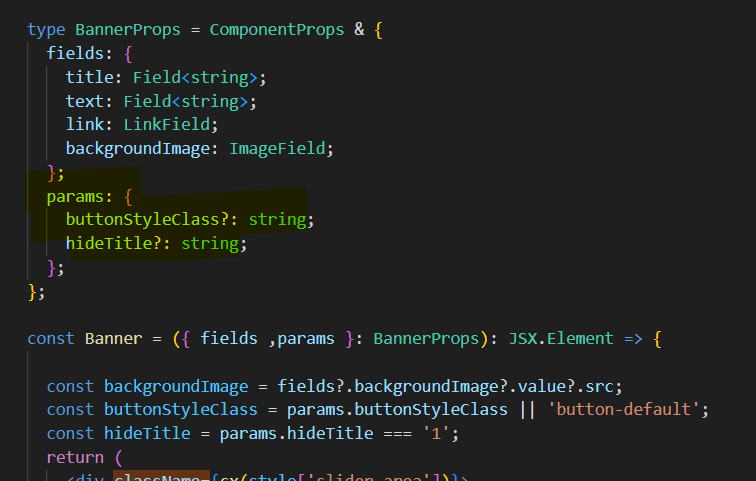 type BannerProps = ComponentProps & {
fields: {
title: Field<string>;
text: Field<string>;
link: LinkField;
backgroundImage: ImageField;
};
params: {
buttonStyleClass?: string;
hideTitle?: string;
};
};
const Banner = ({ fields ,params }: BannerProps): JSX.Element => {
const backgroundImage = fields?.backgroundImage?.value?.src;
const buttonStyleClass = params.buttonStyleClass || 'button-default';
const hideTitle = params.hideTitle === '1';
return (
<div className={cx(style['slider-area'])}>